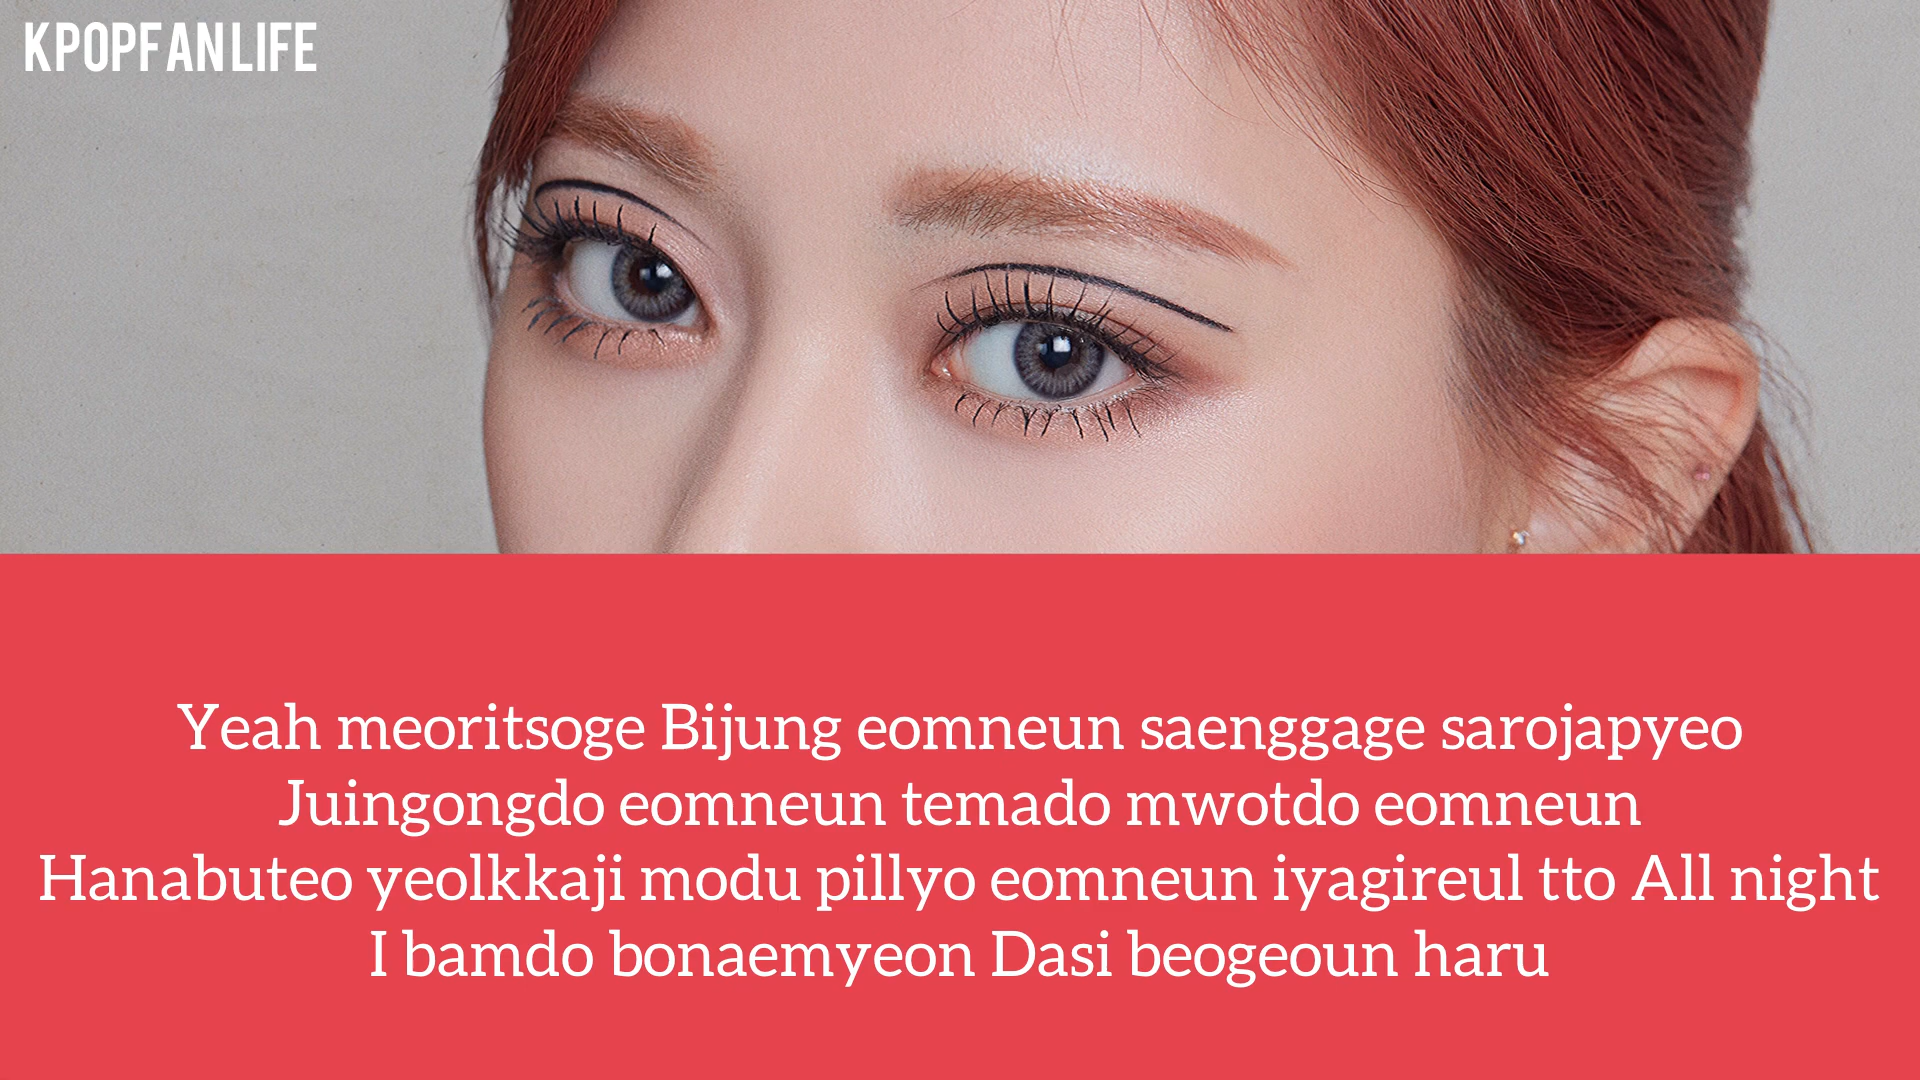 KPOPFANLIFE
Yeah meoritsoge Bijung eomneun saenggage sarojapyeo
Juingongdo eomneun temado mwotdo eomneun
Hanabuteo yeolkkaji modu pillyo eomneun iyagireul tto All night
I bamdo bonaemyeon Dasi beogeoun haru